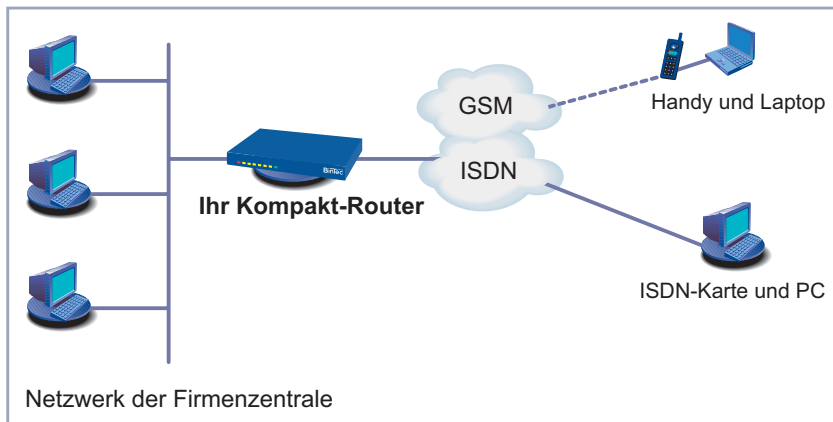 GSM
Handy und Laptop
BinTec
ISDN
Ihr Kompakt-Router
ISDN-Karte und PC
Netzwerk der Firmenzentrale